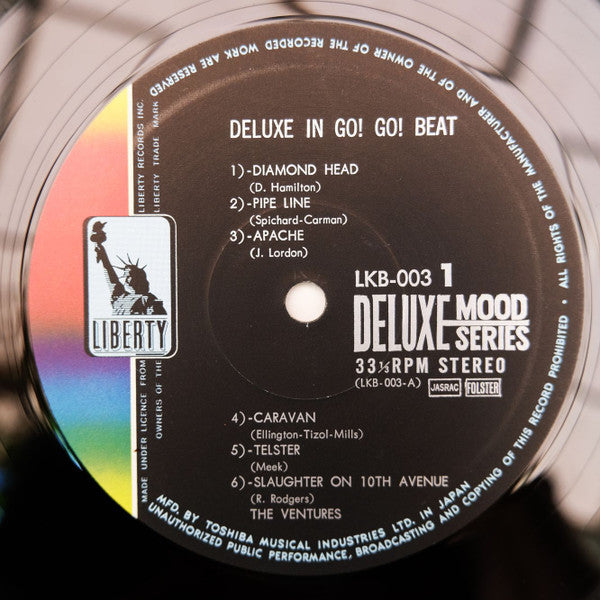 DELUXE IN GO! GO! BEAT
1)-DIAMOND HEAD
(D. Hamilton)
2)-PIPE LINE
(Spichard-Carman)
3)-APACHE
(J. Lordon)
LKB-003 1
DELUXE MOOD SERIES
33⅓RPM STEREO
(LKB-003-A) JASRAC FOLSTER
4)-CARAVAN
(Ellington-Tizol-Mills)
5)-TELSTER
(Meek)
6)-SLAUGHTER ON 10TH AVENUE
(R. Rodgers)
THE VENTURES
LIBERTY
MADE UNDER LICENCE FROM LIBERTY RECORDS INC.
OWNERS OF THE LIBERTY TRADE MARK
MFD. BY TOSHIBA MUSICAL INDUSTRIES LTD. IN JAPAN
ALL RIGHTS OF THE MANUFACTURER AND OF THE OWNER OF THE RECORDED WORK ARE RESERVED
UNAUTHORIZED PUBLIC PERFORMANCE, BROADCASTING AND COPYING OF THIS RECORD PROHIBITED •